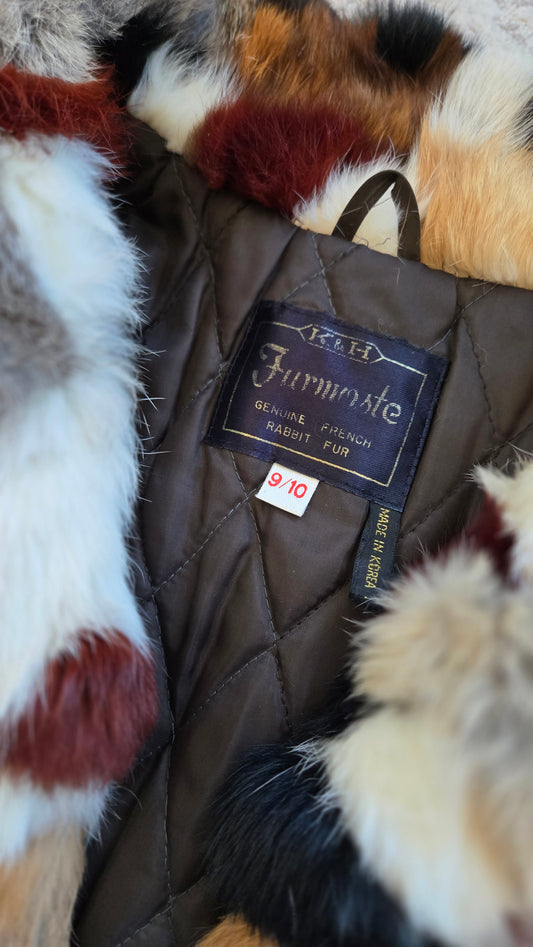 K & H
Furmoste
GENUINE FRENCH
RABBIT FUR
9/10
MADE IN KOREA